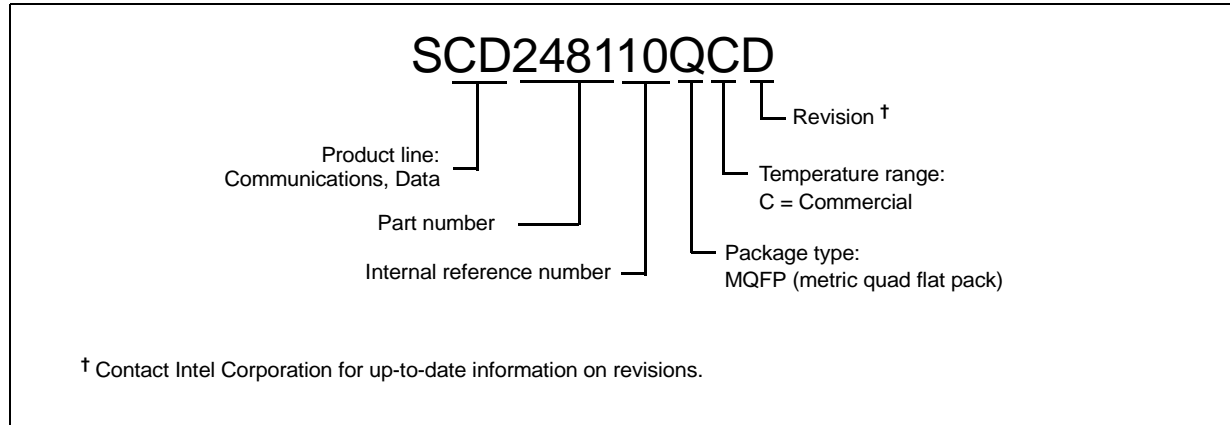 SCD248110QCD
Revision †
Product line:
Communications, Data
Temperature range:
C = Commercial
Part number
Package type:
MQFP (metric quad flat pack)
Internal reference number
† Contact Intel Corporation for up-to-date information on revisions.